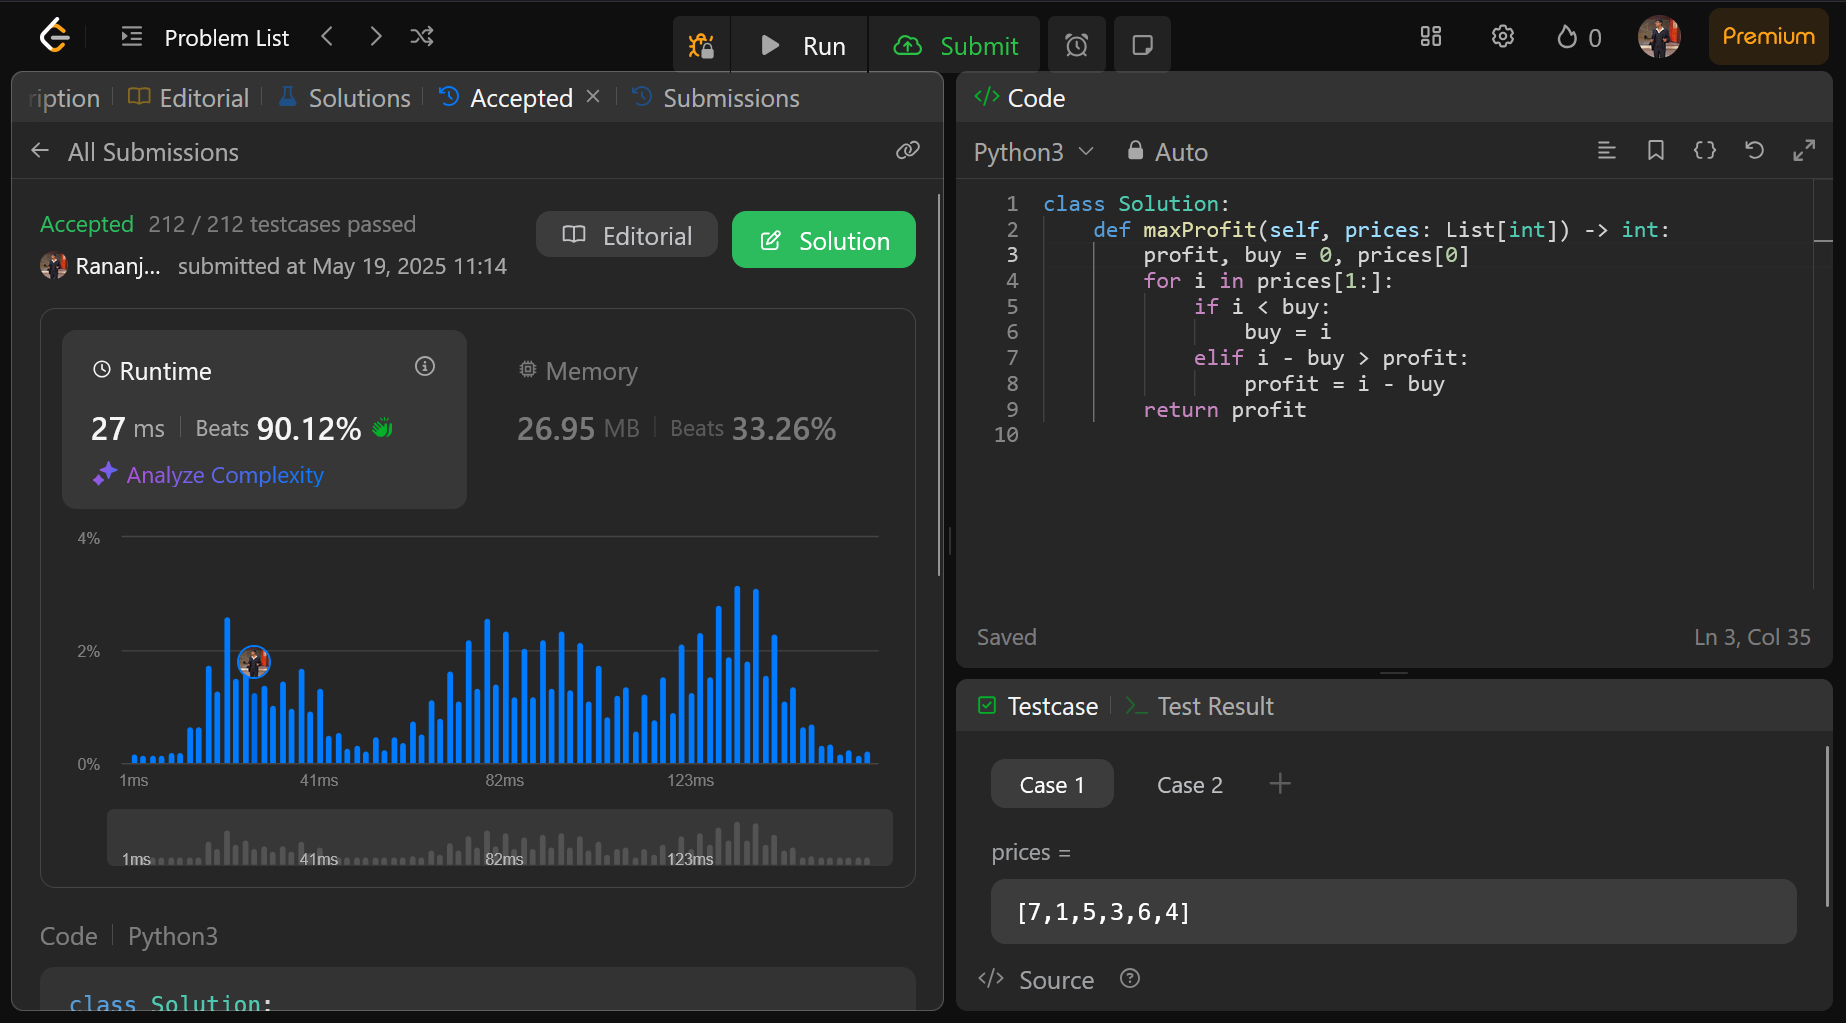 Problem List
Run
Submit
0
Premium
ription
Editorial
Solutions
Accepted
Submissions
All Submissions
Accepted 212 / 212 testcases passed
Rananj... submitted at May 19, 2025 11:14
Editorial
Solution
Runtime
27 ms Beats 90.12%
Analyze Complexity
Memory
26.95 MB Beats 33.26%
4%
2%
0%
1ms 41ms 82ms 123ms
1ms 41ms 82ms 123ms
Code Python3
class Solution:
</> Code
Python3 Auto
1 class Solution:
2     def maxProfit(self, prices: List[int]) -> int:
3         profit, buy = 0, prices[0]
4         for i in prices[1:]:
5             if i < buy:
6                 buy = i
7             elif i - buy > profit:
8                 profit = i - buy
9         return profit
10
Saved Ln 3, Col 35
Testcase
Test Result
Case 1 Case 2 +
prices =
[7,1,5,3,6,4]
</> Source